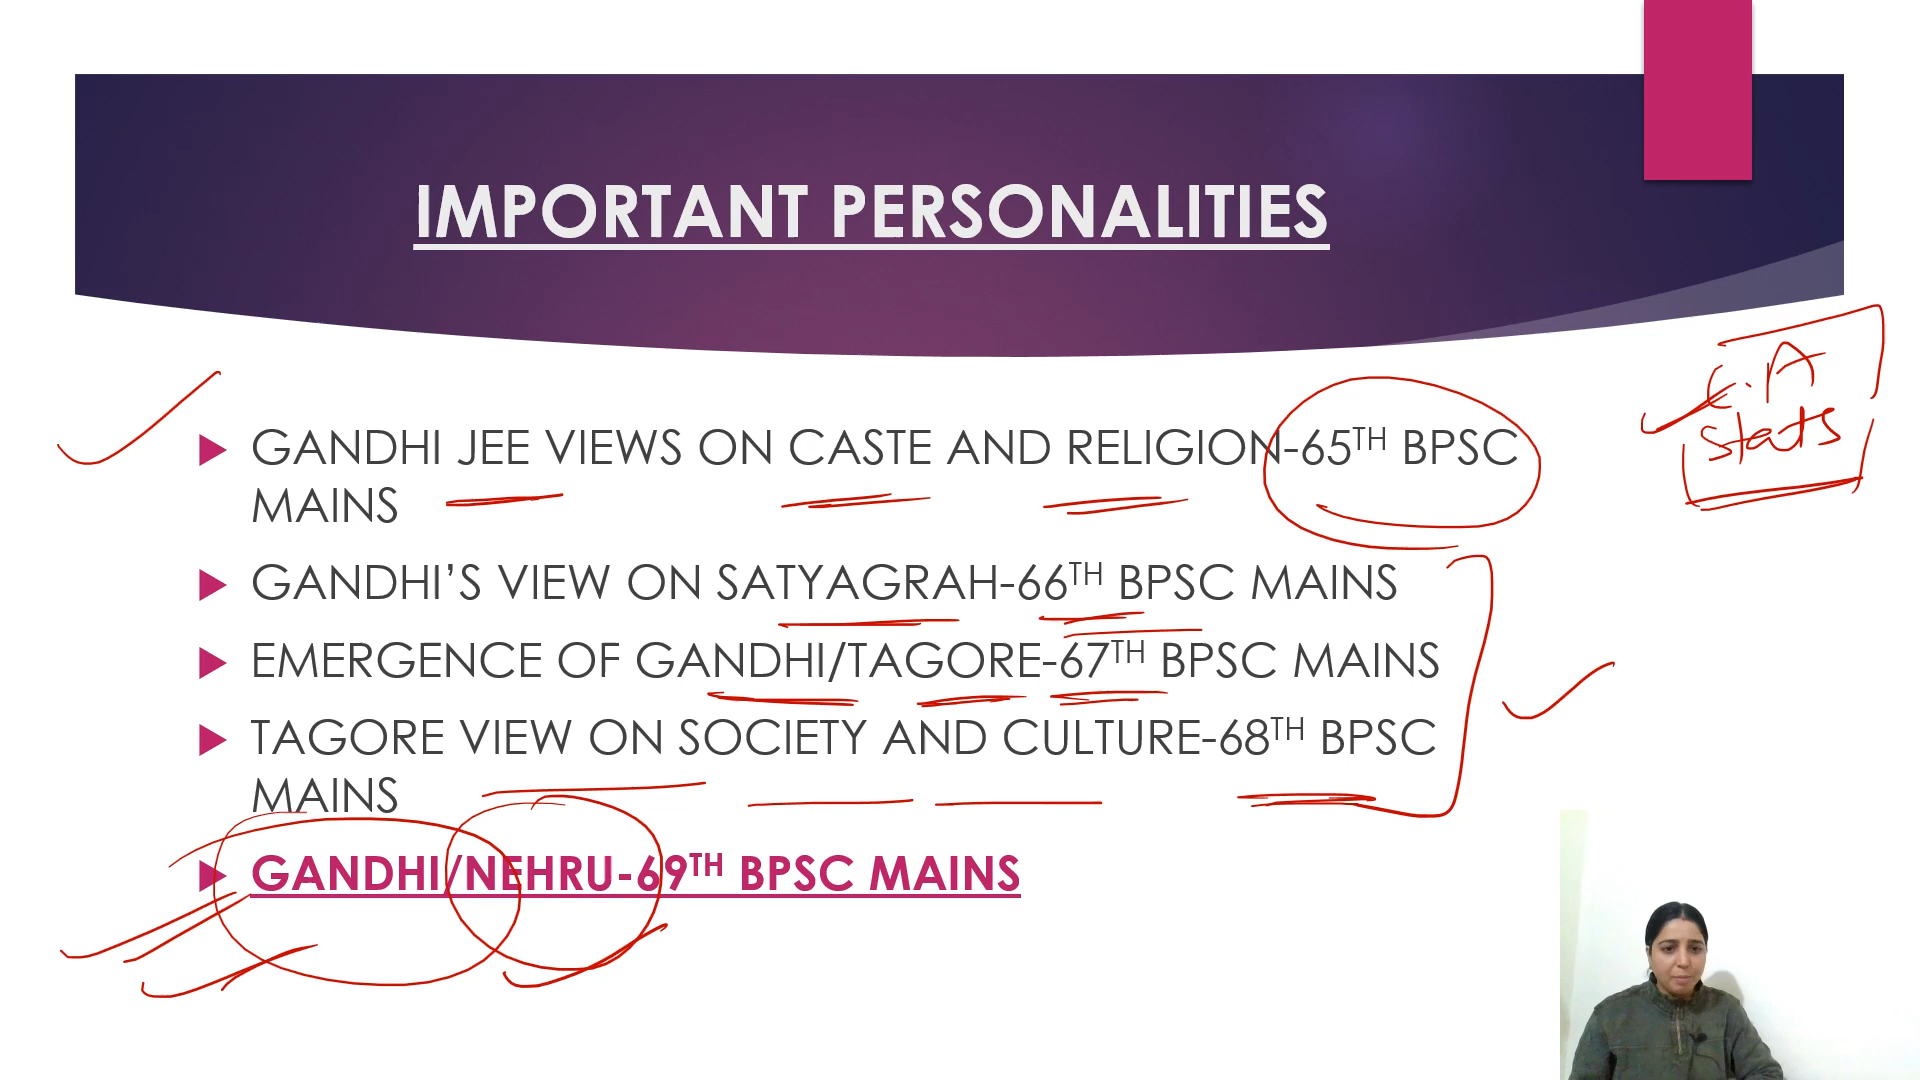 IMPORTANT PERSONALITIES
GANDHI JEE VIEWS ON CASTE AND RELIGION-65TH BPSC
MAINS
GANDHI'S VIEW ON SATYAGRAH-66TH BPSC MAINS
EMERGENCE OF GANDHI/TAGORE-67TH BPSC MAINS
TAGORE VIEW ON SOCIETY AND CULTURE-68TH BPSC
MAINS
GANDHI/NEHRU-69TH BPSC MAINS
C.A
Stats